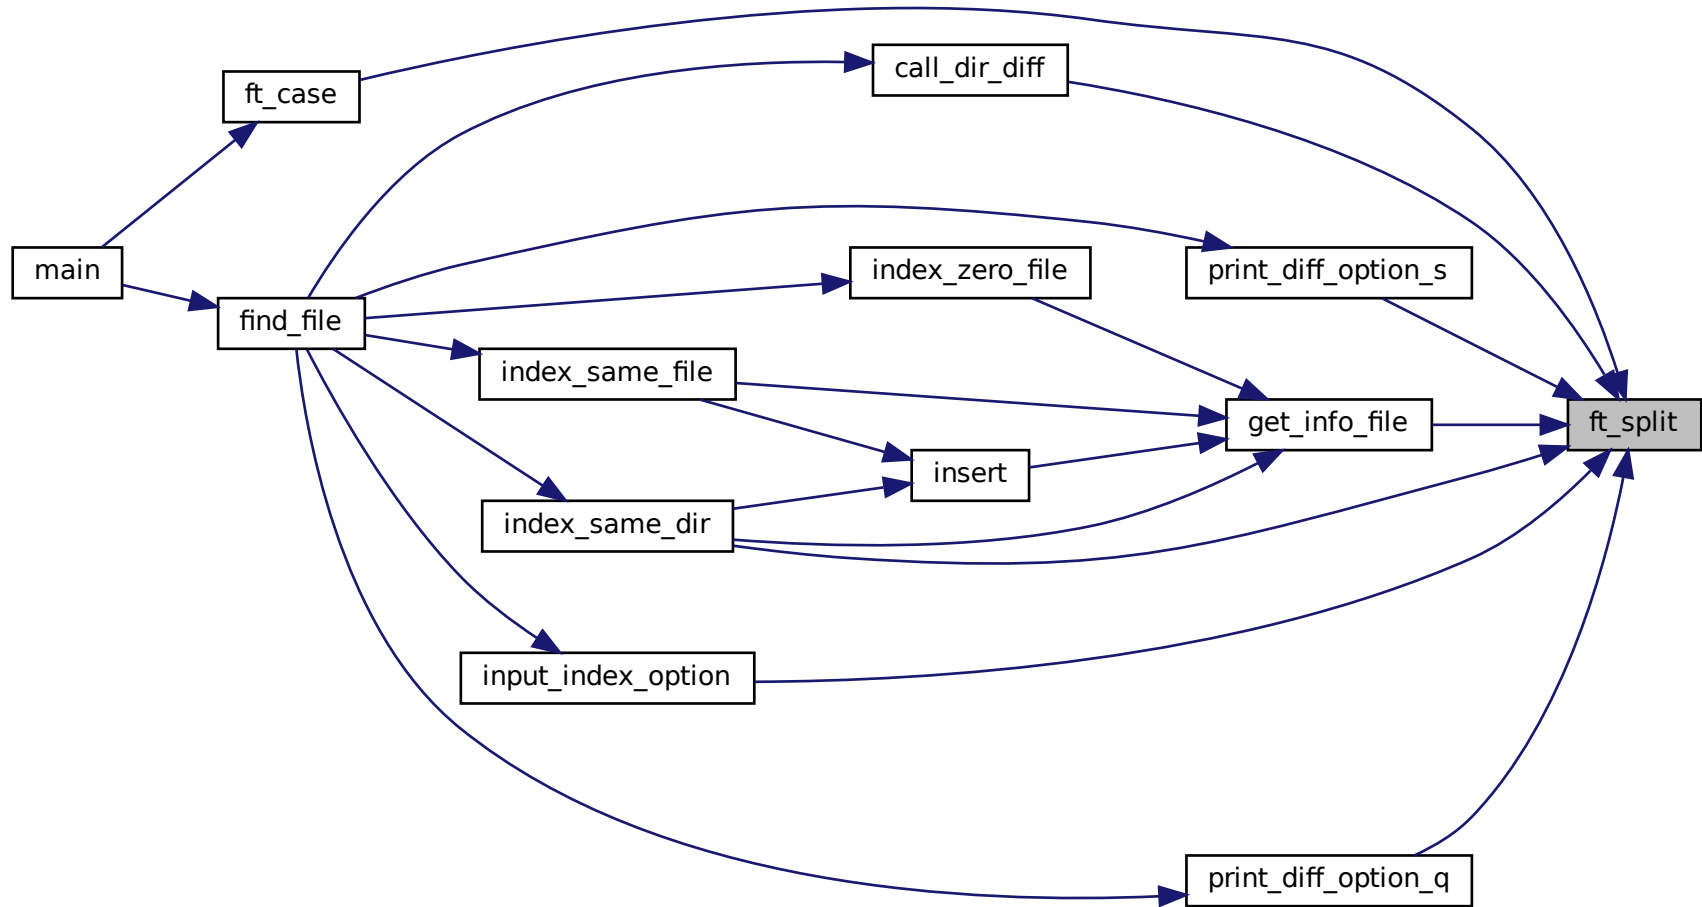 call_dir_diff
ft_case
main
index_zero_file
print_diff_option_s
find_file
index_same_file
get_info_file
ft_split
insert
index_same_dir
input_index_option
print_diff_option_q